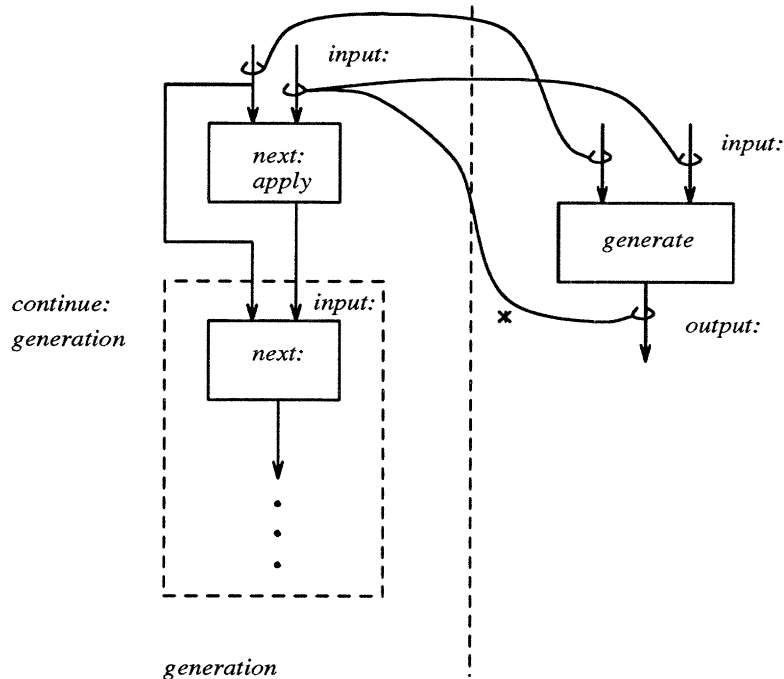 input:
next:
apply
input:
generate
continue:
generation
input:
next:
output:
generation